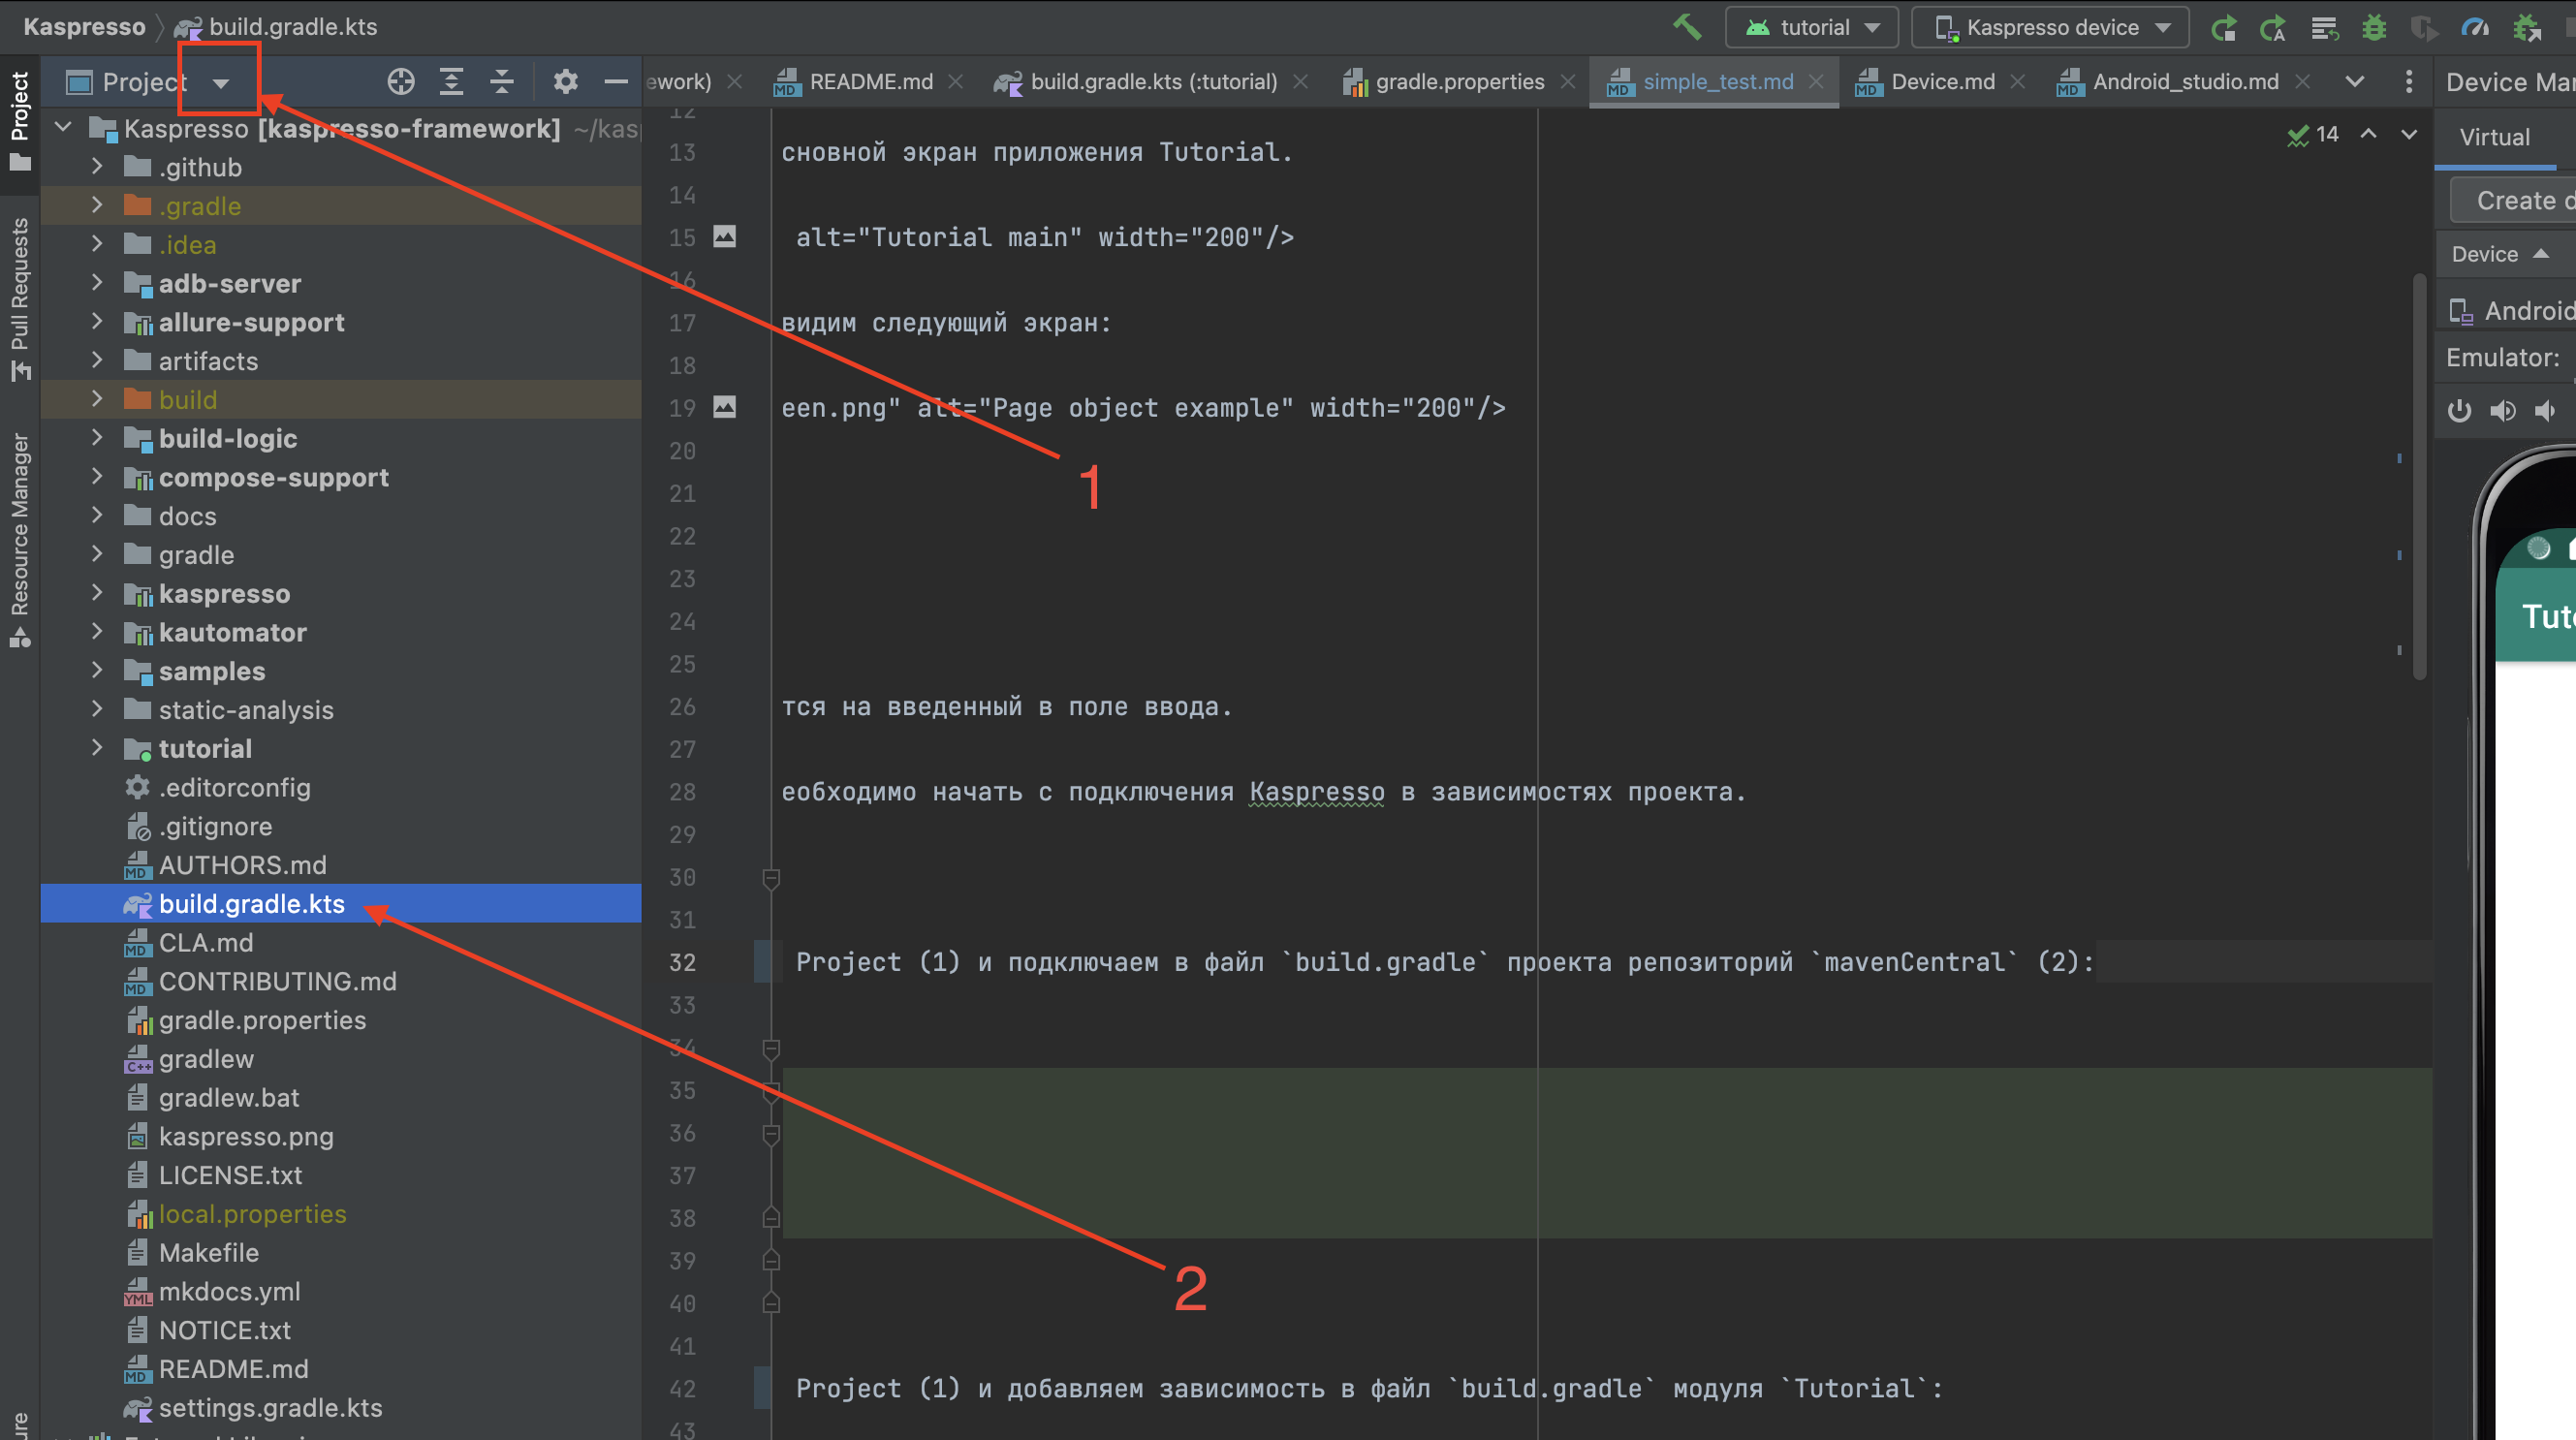 Kaspresso
build.gradle.kts
tutorial
Kaspresso device
Project
ework)
README.md
build.gradle.kts (:tutorial)
gradle.properties
simple_test.md
Device.md
Android_studio.md
Device Ma
Project
Pull Requests
Resource Manager
Kaspresso [kaspresso-framework] ~/kas
.github
.gradle
.idea
adb-server
allure-support
artifacts
build
build-logic
compose-support
docs
gradle
kaspresso
kautomator
samples
static-analysis
tutorial
.editorconfig
.gitignore
AUTHORS.md
build.gradle.kts
CLA.md
CONTRIBUTING.md
gradle.properties
gradlew
gradlew.bat
kaspresso.png
LICENSE.txt
local.properties
Makefile
mkdocs.yml
NOTICE.txt
README.md
settings.gradle.kts
12
13 сновной экран приложения Tutorial.
14
15 alt="Tutorial main" width="200"/>
16
17 видим следующий экран:
18
19 een.png" alt="Page object example" width="200"/>
20
21
22
23
24
25
26 тся на введенный в поле ввода.
27
28 еобходимо начать с подключения Kaspresso в зависимостях проекта.
29
30
31
32 Project (1) и подключаем в файл `build.gradle` проекта репозиторий `mavenCentral` (2):
33
34
35
36
37
38
39
40
41
42 Project (1) и добавляем зависимость в файл `build.gradle` модуля `Tutorial`:
43
14
1
2
Virtual
Create d
Device
Android
Emulator:
Tuto